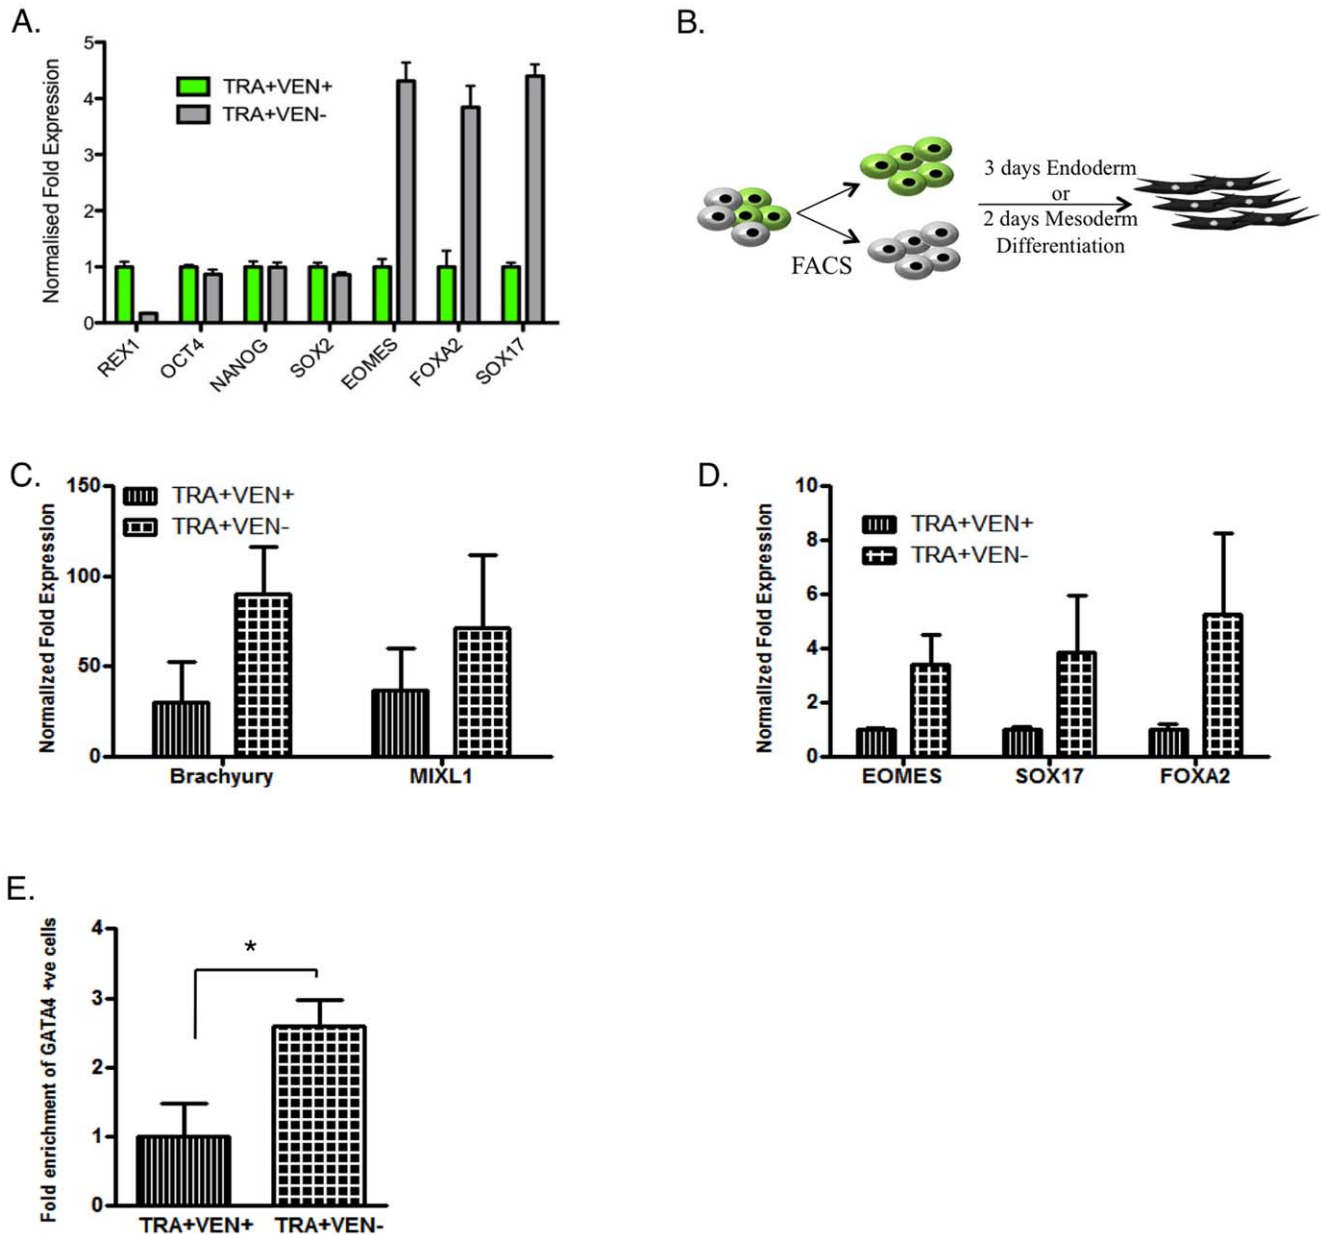 A.
Normalised Fold Expression
5
4
3
2
1
0
TRA+VEN+
TRA+VEN-
REX1
OCT4
NANOG
SOX2
EOMES
FOXA2
SOX17
B.
FACS
3 days Endoderm
or
2 days Mesoderm
Differentiation
C.
Normalized Fold Expression
150
100
50
0
TRA+VEN+
TRA+VEN-
Brachyury
MIXL1
D.
Normalized Fold Expression
10
8
6
4
2
0
TRA+VEN+
TRA+VEN-
EOMES
SOX17
FOXA2
E.
Fold enrichment of GATA4 +ve cells
4
3
2
1
0
*
TRA+VEN+
TRA+VEN-